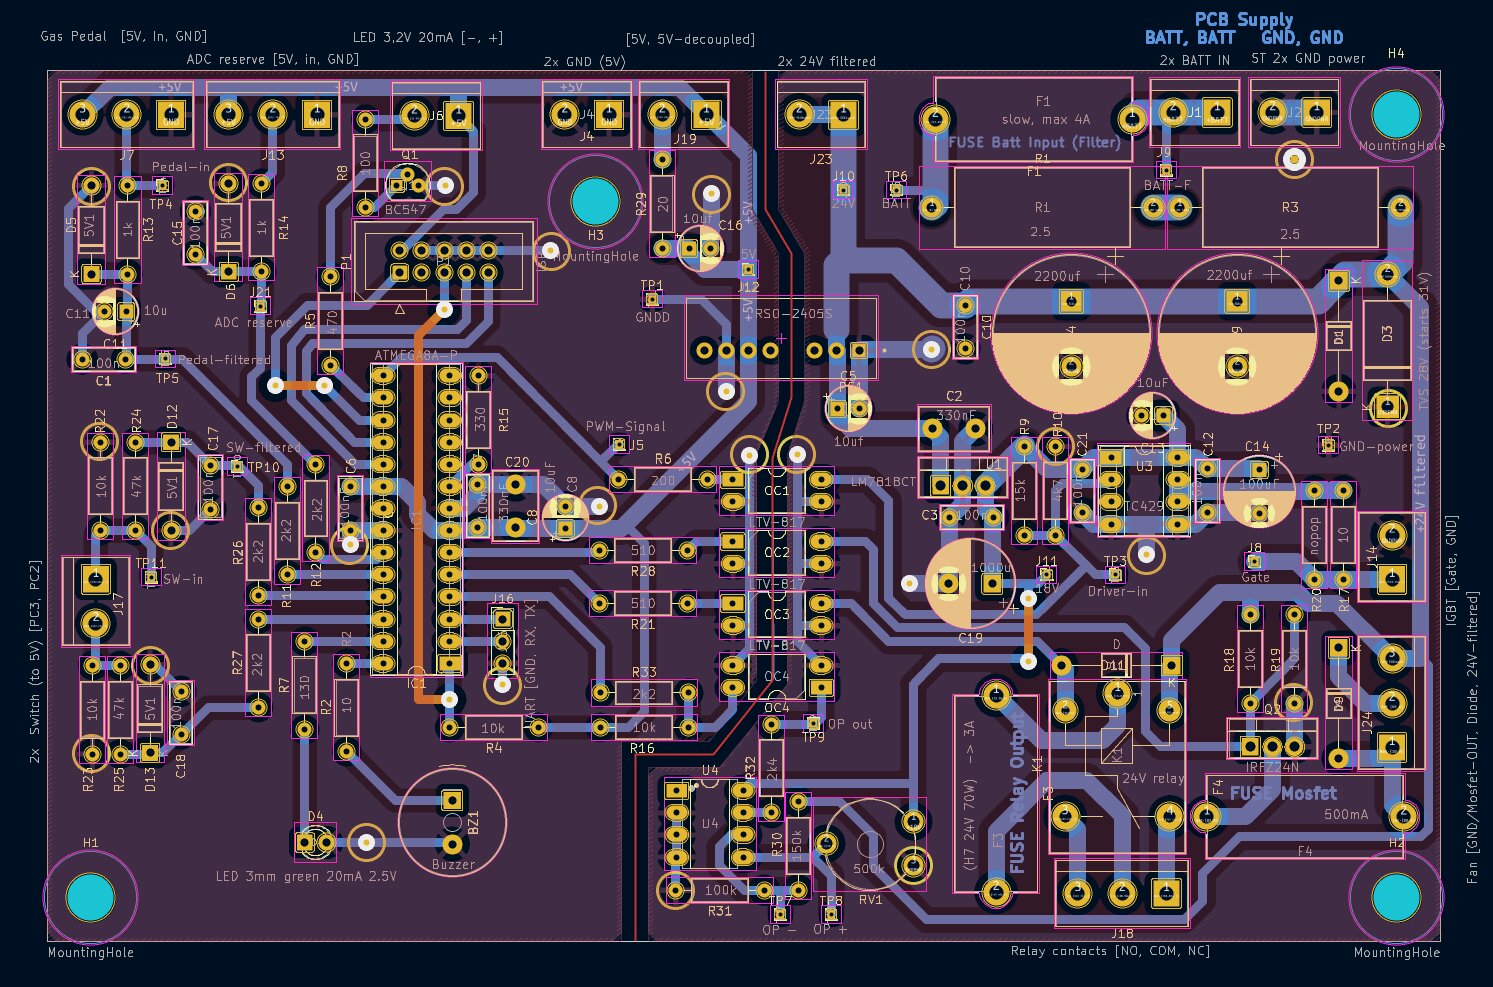 PCB Supply
BATT, BATT GND, GND
Gas Pedal [5V, In, GND]
LED 3,2V 20mA [-, +]
[5V, 5V-decoupled]
ADC reserve [5V, in, GND]
2x GND (5V)
2x 24V filtered
2x BATT IN
ST 2x GND power
H4
+5V
5V
+5V
3 2 1
GND
J7
J13
J6
Q1
BC547
J4
J4
J19
J23
J23
F1
slow, max 4A
FUSE Batt Input (Filter)
R1
F1
J1
J2
J9
BATT-F
MountingHole
Pedal-in
TP4
D5
5V1
1k
R13
C15
100n
5V1
D6
1k
R14
R8
100
R29
20
10uf
C16
H3
MountingHole
J10
24V
TP6
BATT
R1
2.5
R3
2.5
K
K
C11
10u
C11
J21
ADC reserve
P1
R5
470
5V
J12
+5V
TP1
GNDD
+5V
RSO-2405S
C10
100n
C10
2200uf
4
2200uf
9
D1
D3
K
K
TVS 28V (starts 31V)
100n
C1
Pedal-filtered
TP5
ATMEGA8A-P
C5
10uf
C2
330nF
10uF
TP2
GND-power
R22
R24
D12
10k
47k
5V1
K
C17
100n
SW-filtered
TP10
330
R15
PWM-Signal
J5
R6
200
+5V
OC1
LTV-817
LM7818CT
U1
R9
15k
R10
4k7
C21
100n
U3
TC429
C12
100n
C14
100uF
+24V filtered
C6
100nF
C20
330nF
C8
10uF
C8
C3
100nF
nopop
10
J14
R26
2k2
2k2
2k2
R12
R11
TP11
SW-in
J17
510
R28
OC2
LTV-817
1000u
C19
J11
18V
TP3
Driver-in
J8
Gate
R20
R17
2x Switch (to 5V) [PC3, PC2]
510
R21
OC3
LTV-817
J16
UART [GND, RX, TX]
IGBT [Gate, GND]
Fan [GND/Mosfet-OUT, Diode, 24V-filtered]
R27
2k2
R7
130
R2
10
R2
IC1
IC1
R33
2k2
OC4
OC4
D
D11
R18
10k
R19
10k
D9
K
J24
10k
47k
5V1
R23
R25
D13
K
C18
100n
10k
R4
10k
R16
TP9
OP out
R32
2k4
Q2
IRFZ24N
U4
U4
K1
K1
24V relay
FUSE Relay Output
(H7 24V 70W) -> 3A
F3
F3
F4
FUSE Mosfet
500mA
F4
D4
LED 3mm green 20mA 2.5V
BZ1
Buzzer
R30
150k
500k
RV1
100k
R31
TP7
OP -
TP8
OP +
J18
H1
MountingHole
H2
MountingHole
Relay contacts [NO, COM, NC]